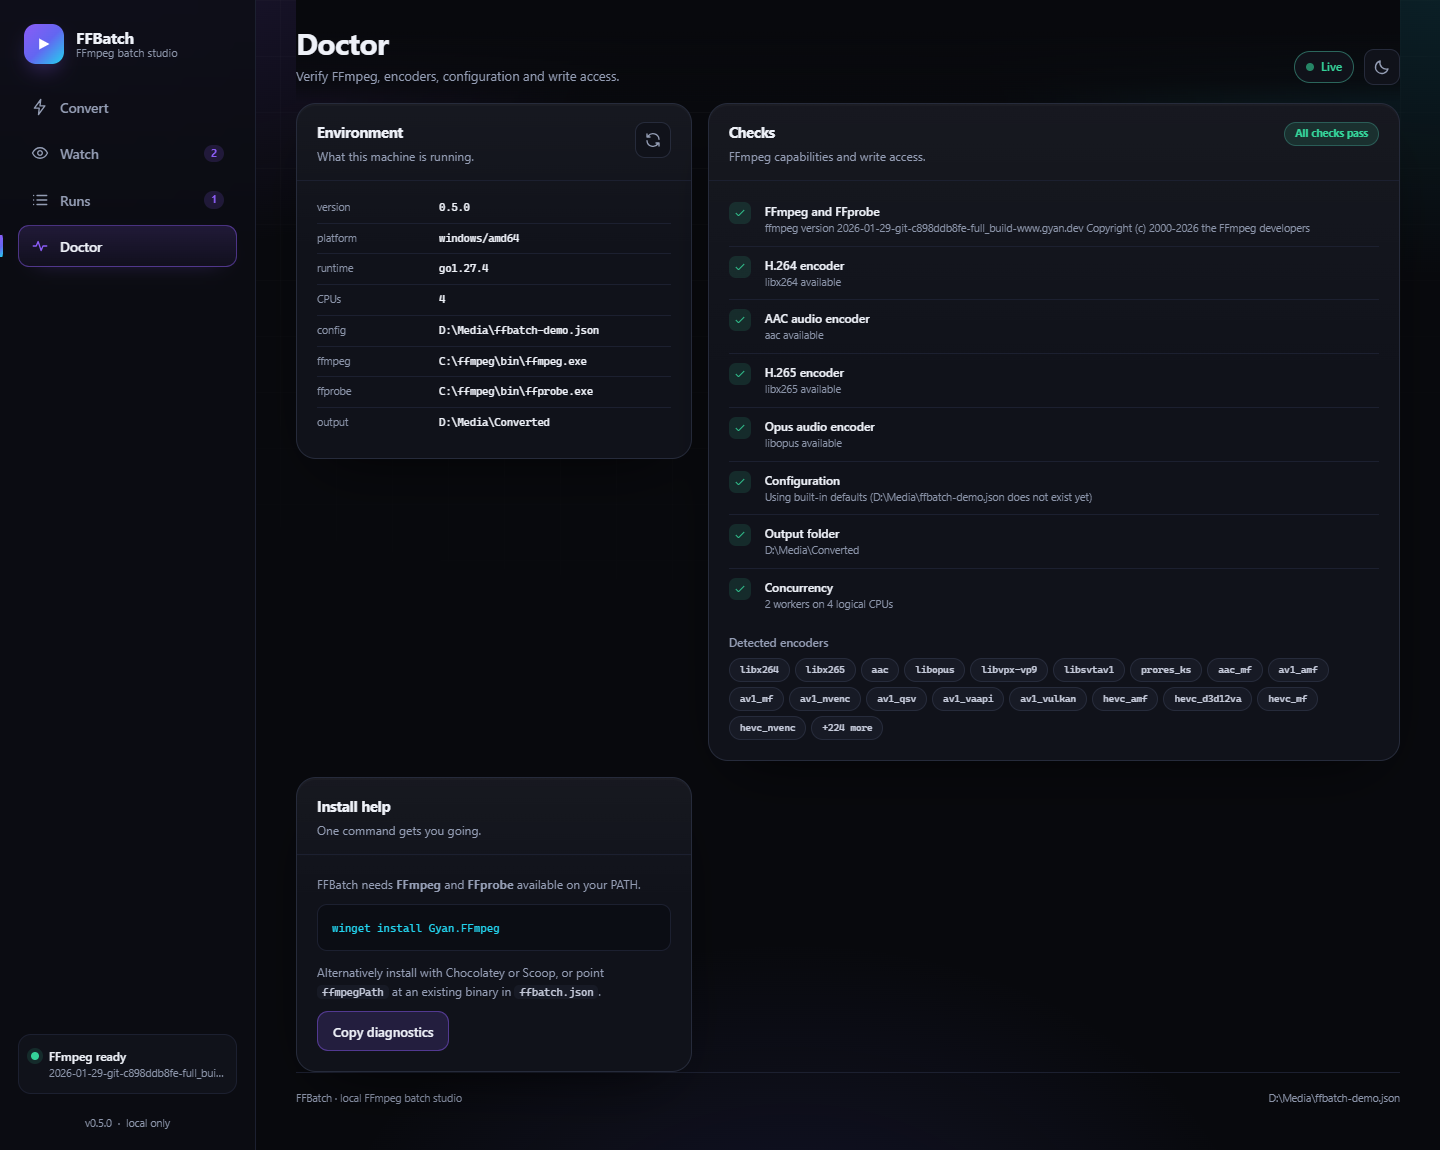 FFBatch
FFmpeg batch studio
Convert
Watch
2
Runs
1
Doctor
FFmpeg ready
2026-01-29-git-c898ddb8fe-full_bui...
v0.5.0 · local only
Doctor
Verify FFmpeg, encoders, configuration and write access.
Live
Environment
What this machine is running.
version 0.5.0
platform windows/amd64
runtime go1.27.4
CPUs 4
config D:\Media\ffbatch-demo.json
ffmpeg C:\ffmpeg\bin\ffmpeg.exe
ffprobe C:\ffmpeg\bin\ffprobe.exe
output D:\Media\Converted
Checks
All checks pass
FFmpeg capabilities and write access.
FFmpeg and FFprobe
ffmpeg version 2026-01-29-git-c898ddb8fe-full_build-www.gyan.dev Copyright (c) 2000-2026 the FFmpeg developers
H.264 encoder
libx264 available
AAC audio encoder
aac available
H.265 encoder
libx265 available
Opus audio encoder
libopus available
Configuration
Using built-in defaults (D:\Media\ffbatch-demo.json does not exist yet)
Output folder
D:\Media\Converted
Concurrency
2 workers on 4 logical CPUs
Detected encoders
libx264 libx265 aac libopus libvpx-vp9 libsvtav1 prores_ks aac_mf av1_amf
av1_mf av1_nvenc av1_qsv av1_vaapi av1_vulkan hevc_amf hevc_d3d12va hevc_mf
hevc_nvenc +224 more
Install help
One command gets you going.
FFBatch needs FFmpeg and FFprobe available on your PATH.
winget install Gyan.FFmpeg
Alternatively install with Chocolatey or Scoop, or point
ffmpegPath at an existing binary in ffbatch.json.
Copy diagnostics
FFBatch · local FFmpeg batch studio
D:\Media\ffbatch-demo.json